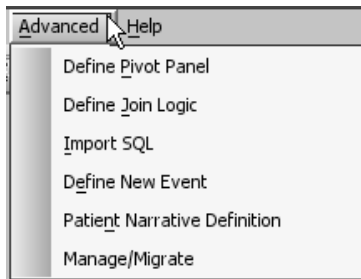 Advanced Help
Define Pivot Panel
Define Join Logic
Import SQL
Define New Event
Patient Narrative Definition
Manage/Migrate